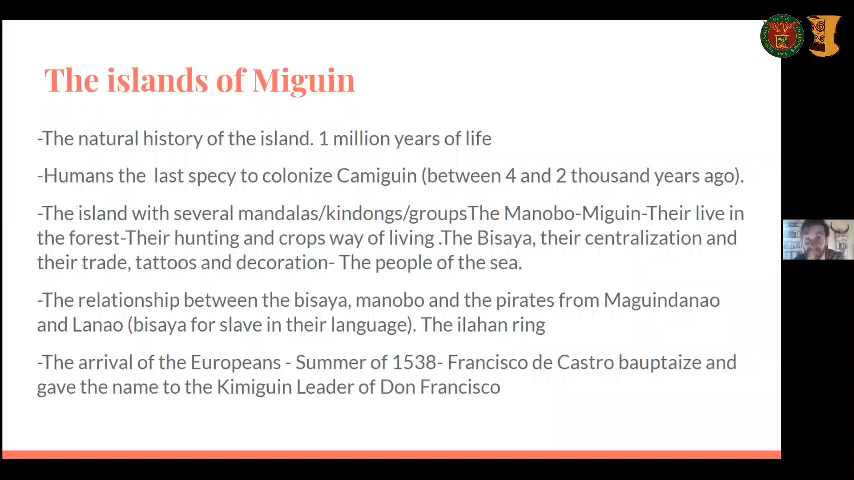 The islands of Miguin
-The natural history of the island. 1 million years of life
-Humans the last specy to colonize Camiguin (between 4 and 2 thousand years ago).
-The island with several mandalas/kindongs/groupsThe Manobo-Miguin-Their live in
the forest-Their hunting and crops way of living .The Bisaya, their centralization and
their trade, tattoos and decoration- The people of the sea.
-The relationship between the bisaya, manobo and the pirates from Maguindanao
and Lanao (bisaya for slave in their language). The ilahan ring
-The arrival of the Europeans - Summer of 1538- Francisco de Castro bauptaize and
gave the name to the Kimiguin Leader of Don Francisco